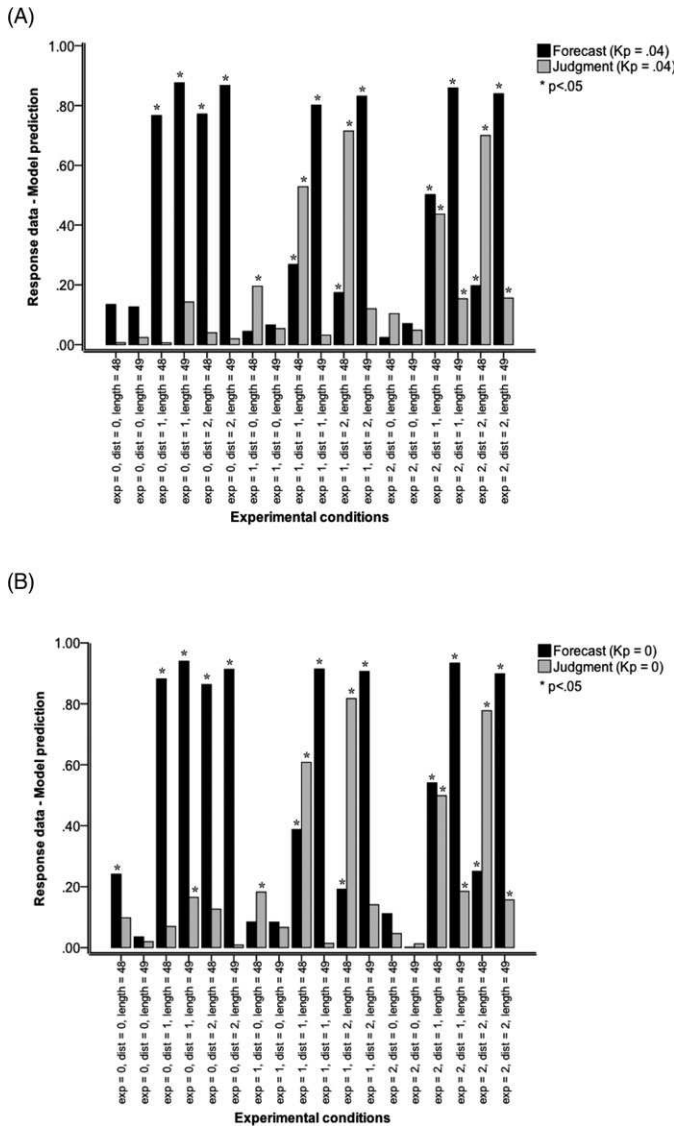 (A)
1.00
.80
.60
.40
.20
.00
Response data - Model prediction
Forecast (Kp = .04)
Judgment (Kp = .04)
* p<.05
exp = 0, dist = 0, length = 48
exp = 0, dist = 0, length = 49
exp = 0, dist = 1, length = 48
exp = 0, dist = 1, length = 49
exp = 0, dist = 2, length = 48
exp = 0, dist = 2, length = 49
exp = 1, dist = 0, length = 48
exp = 1, dist = 0, length = 49
exp = 1, dist = 1, length = 48
exp = 1, dist = 1, length = 49
exp = 1, dist = 2, length = 48
exp = 1, dist = 2, length = 49
exp = 2, dist = 0, length = 48
exp = 2, dist = 0, length = 49
exp = 2, dist = 1, length = 48
exp = 2, dist = 1, length = 49
exp = 2, dist = 2, length = 48
exp = 2, dist = 2, length = 49
Experimental conditions
(B)
1.00
.80
.60
.40
.20
.00
Response data - Model prediction
Forecast (Kp = 0)
Judgment (Kp = 0)
* p<.05
exp = 0, dist = 0, length = 48
exp = 0, dist = 0, length = 49
exp = 0, dist = 1, length = 48
exp = 0, dist = 1, length = 49
exp = 0, dist = 2, length = 48
exp = 0, dist = 2, length = 49
exp = 1, dist = 0, length = 48
exp = 1, dist = 0, length = 49
exp = 1, dist = 1, length = 48
exp = 1, dist = 1, length = 49
exp = 1, dist = 2, length = 48
exp = 1, dist = 2, length = 49
exp = 2, dist = 0, length = 48
exp = 2, dist = 0, length = 49
exp = 2, dist = 1, length = 48
exp = 2, dist = 1, length = 49
exp = 2, dist = 2, length = 48
exp = 2, dist = 2, length = 49
Experimental conditions